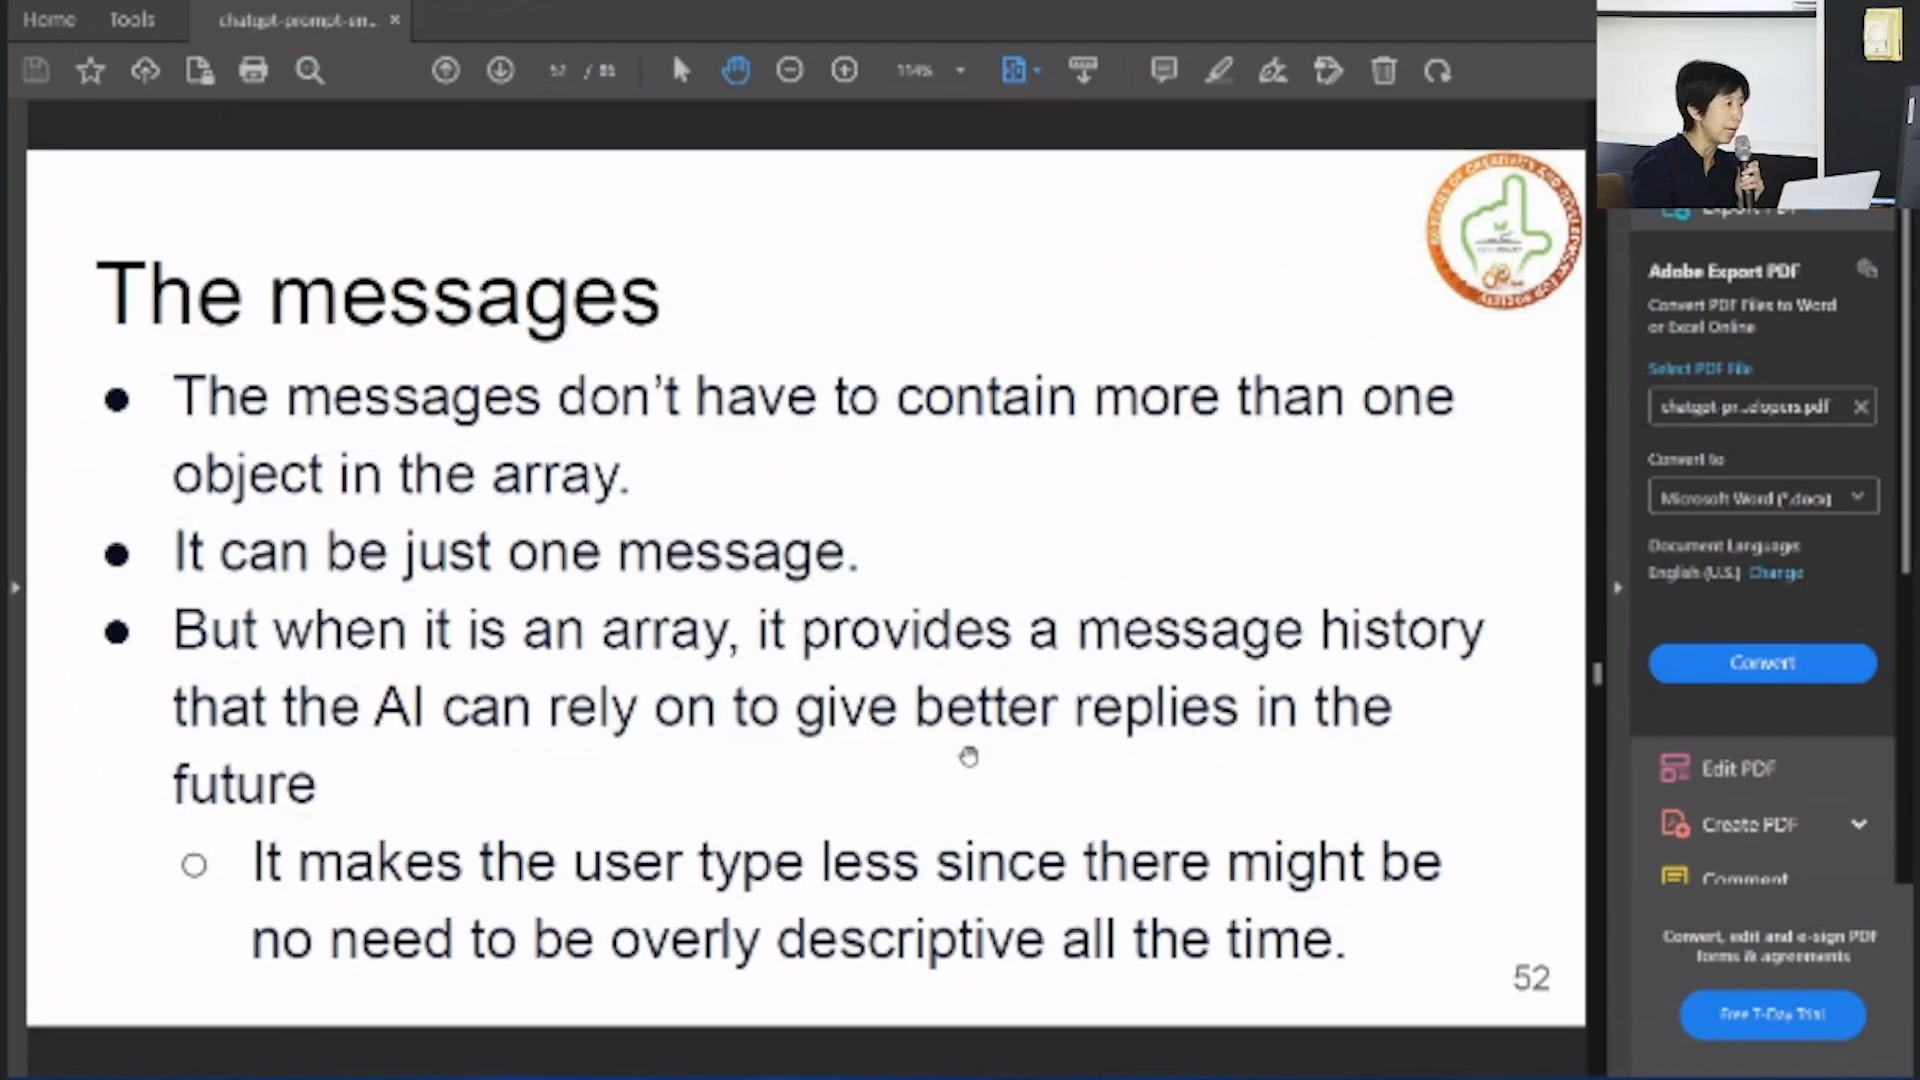 Home Tools chatgpt-prompt-en... ×
52 / 86 114%
The messages
● The messages don't have to contain more than one
object in the array.
● It can be just one message.
● But when it is an array, it provides a message history
that the AI can rely on to give better replies in the
future
○ It makes the user type less since there might be
no need to be overly descriptive all the time.
52
Export PDF
Adobe Export PDF
Convert PDF Files to Word
or Excel Online
Select PDF File
chatgpt-pr...elopers.pdf
Convert to
Microsoft Word (*.docx)
Document Language:
English (U.S.) Change
Convert
Edit PDF
Create PDF
Comment
Convert, edit and e-sign PDF
forms & agreements
Free 7-Day Trial